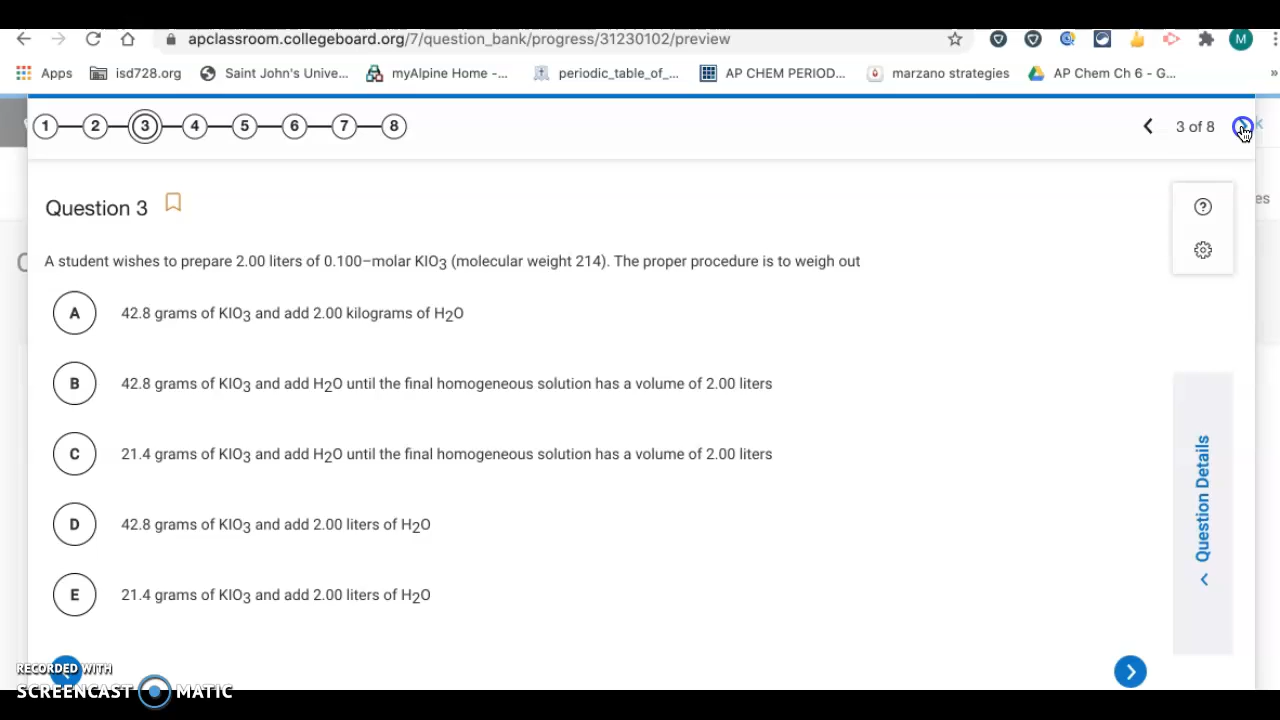 apclassroom.collegeboard.org/7/question_bank/progress/31230102/preview
M
Apps isd728.org Saint John's Unive... myAlpine Home -... periodic_table_of_... AP CHEM PERIOD... marzano strategies AP Chem Ch 6 - G... »
1 2 3 4 5 6 7 8 3 of 8
Question 3
es
A student wishes to prepare 2.00 liters of 0.100−molar KIO3 (molecular weight 214). The proper procedure is to weigh out
A 42.8 grams of KIO3 and add 2.00 kilograms of H2O
B 42.8 grams of KIO3 and add H2O until the final homogeneous solution has a volume of 2.00 liters
C 21.4 grams of KIO3 and add H2O until the final homogeneous solution has a volume of 2.00 liters
D 42.8 grams of KIO3 and add 2.00 liters of H2O
E 21.4 grams of KIO3 and add 2.00 liters of H2O
Question Details
RECORDED WITH
SCREENCAST MATIC